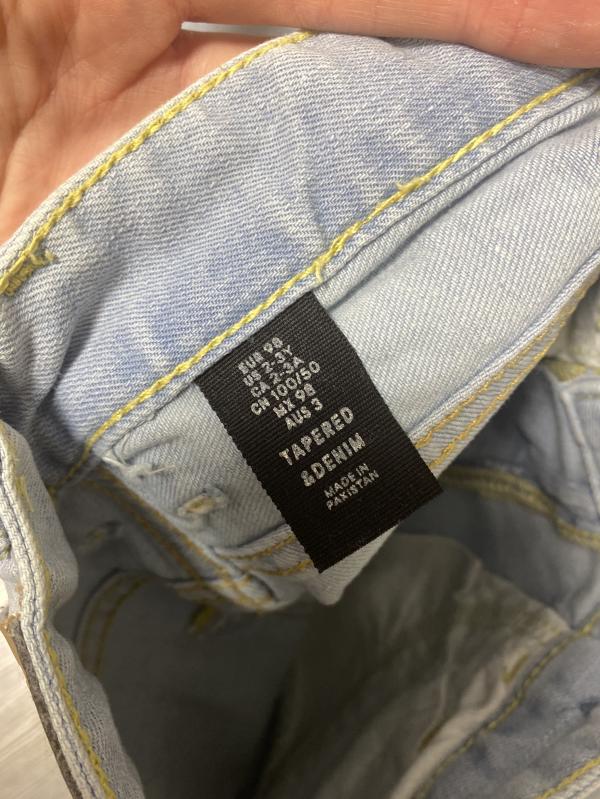 EUR 98
US 2-3Y
CA 2-3A
CN 100/50
MX 98
AUS 3
TAPERED
&DENIM
MADE IN
PAKISTAN